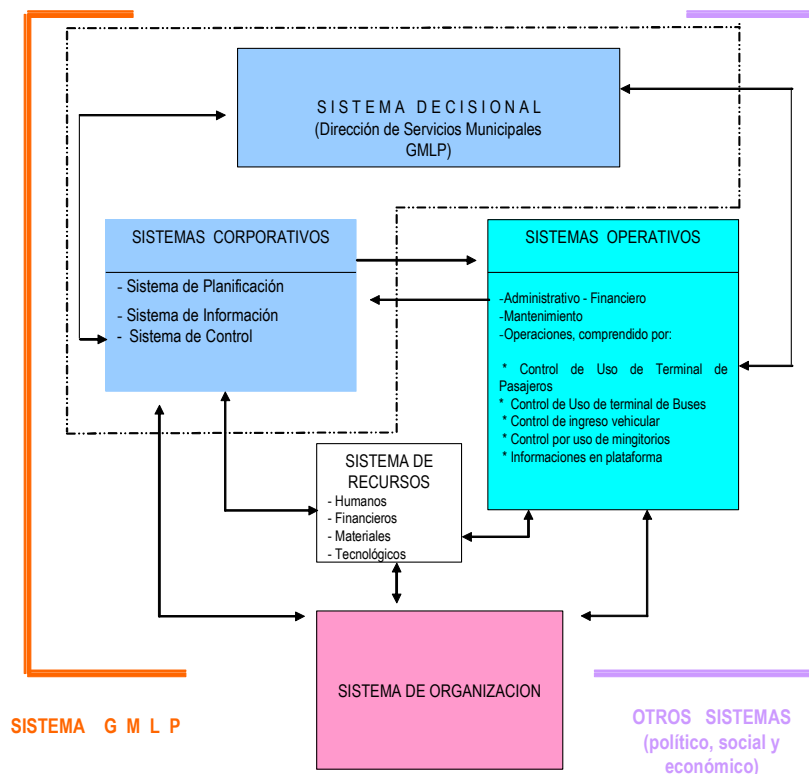 SISTEMA DECISIONAL
(Dirección de Servicios Municipales
GMLP)
SISTEMAS CORPORATIVOS
- Sistema de Planificación
- Sistema de Información
- Sistema de Control
SISTEMAS OPERATIVOS
-Administrativo - Financiero
-Mantenimiento
-Operaciones, comprendido por:
* Control de Uso de Terminal de
Pasajeros
* Control de Uso de terminal de Buses
* Control de ingreso vehicular
* Control por uso de mingitorios
* Informaciones en plataforma
SISTEMA DE
RECURSOS
- Humanos
- Financieros
- Materiales
- Tecnológicos
SISTEMA DE ORGANIZACION
SISTEMA G M L P
OTROS SISTEMAS
(político, social y
económico)